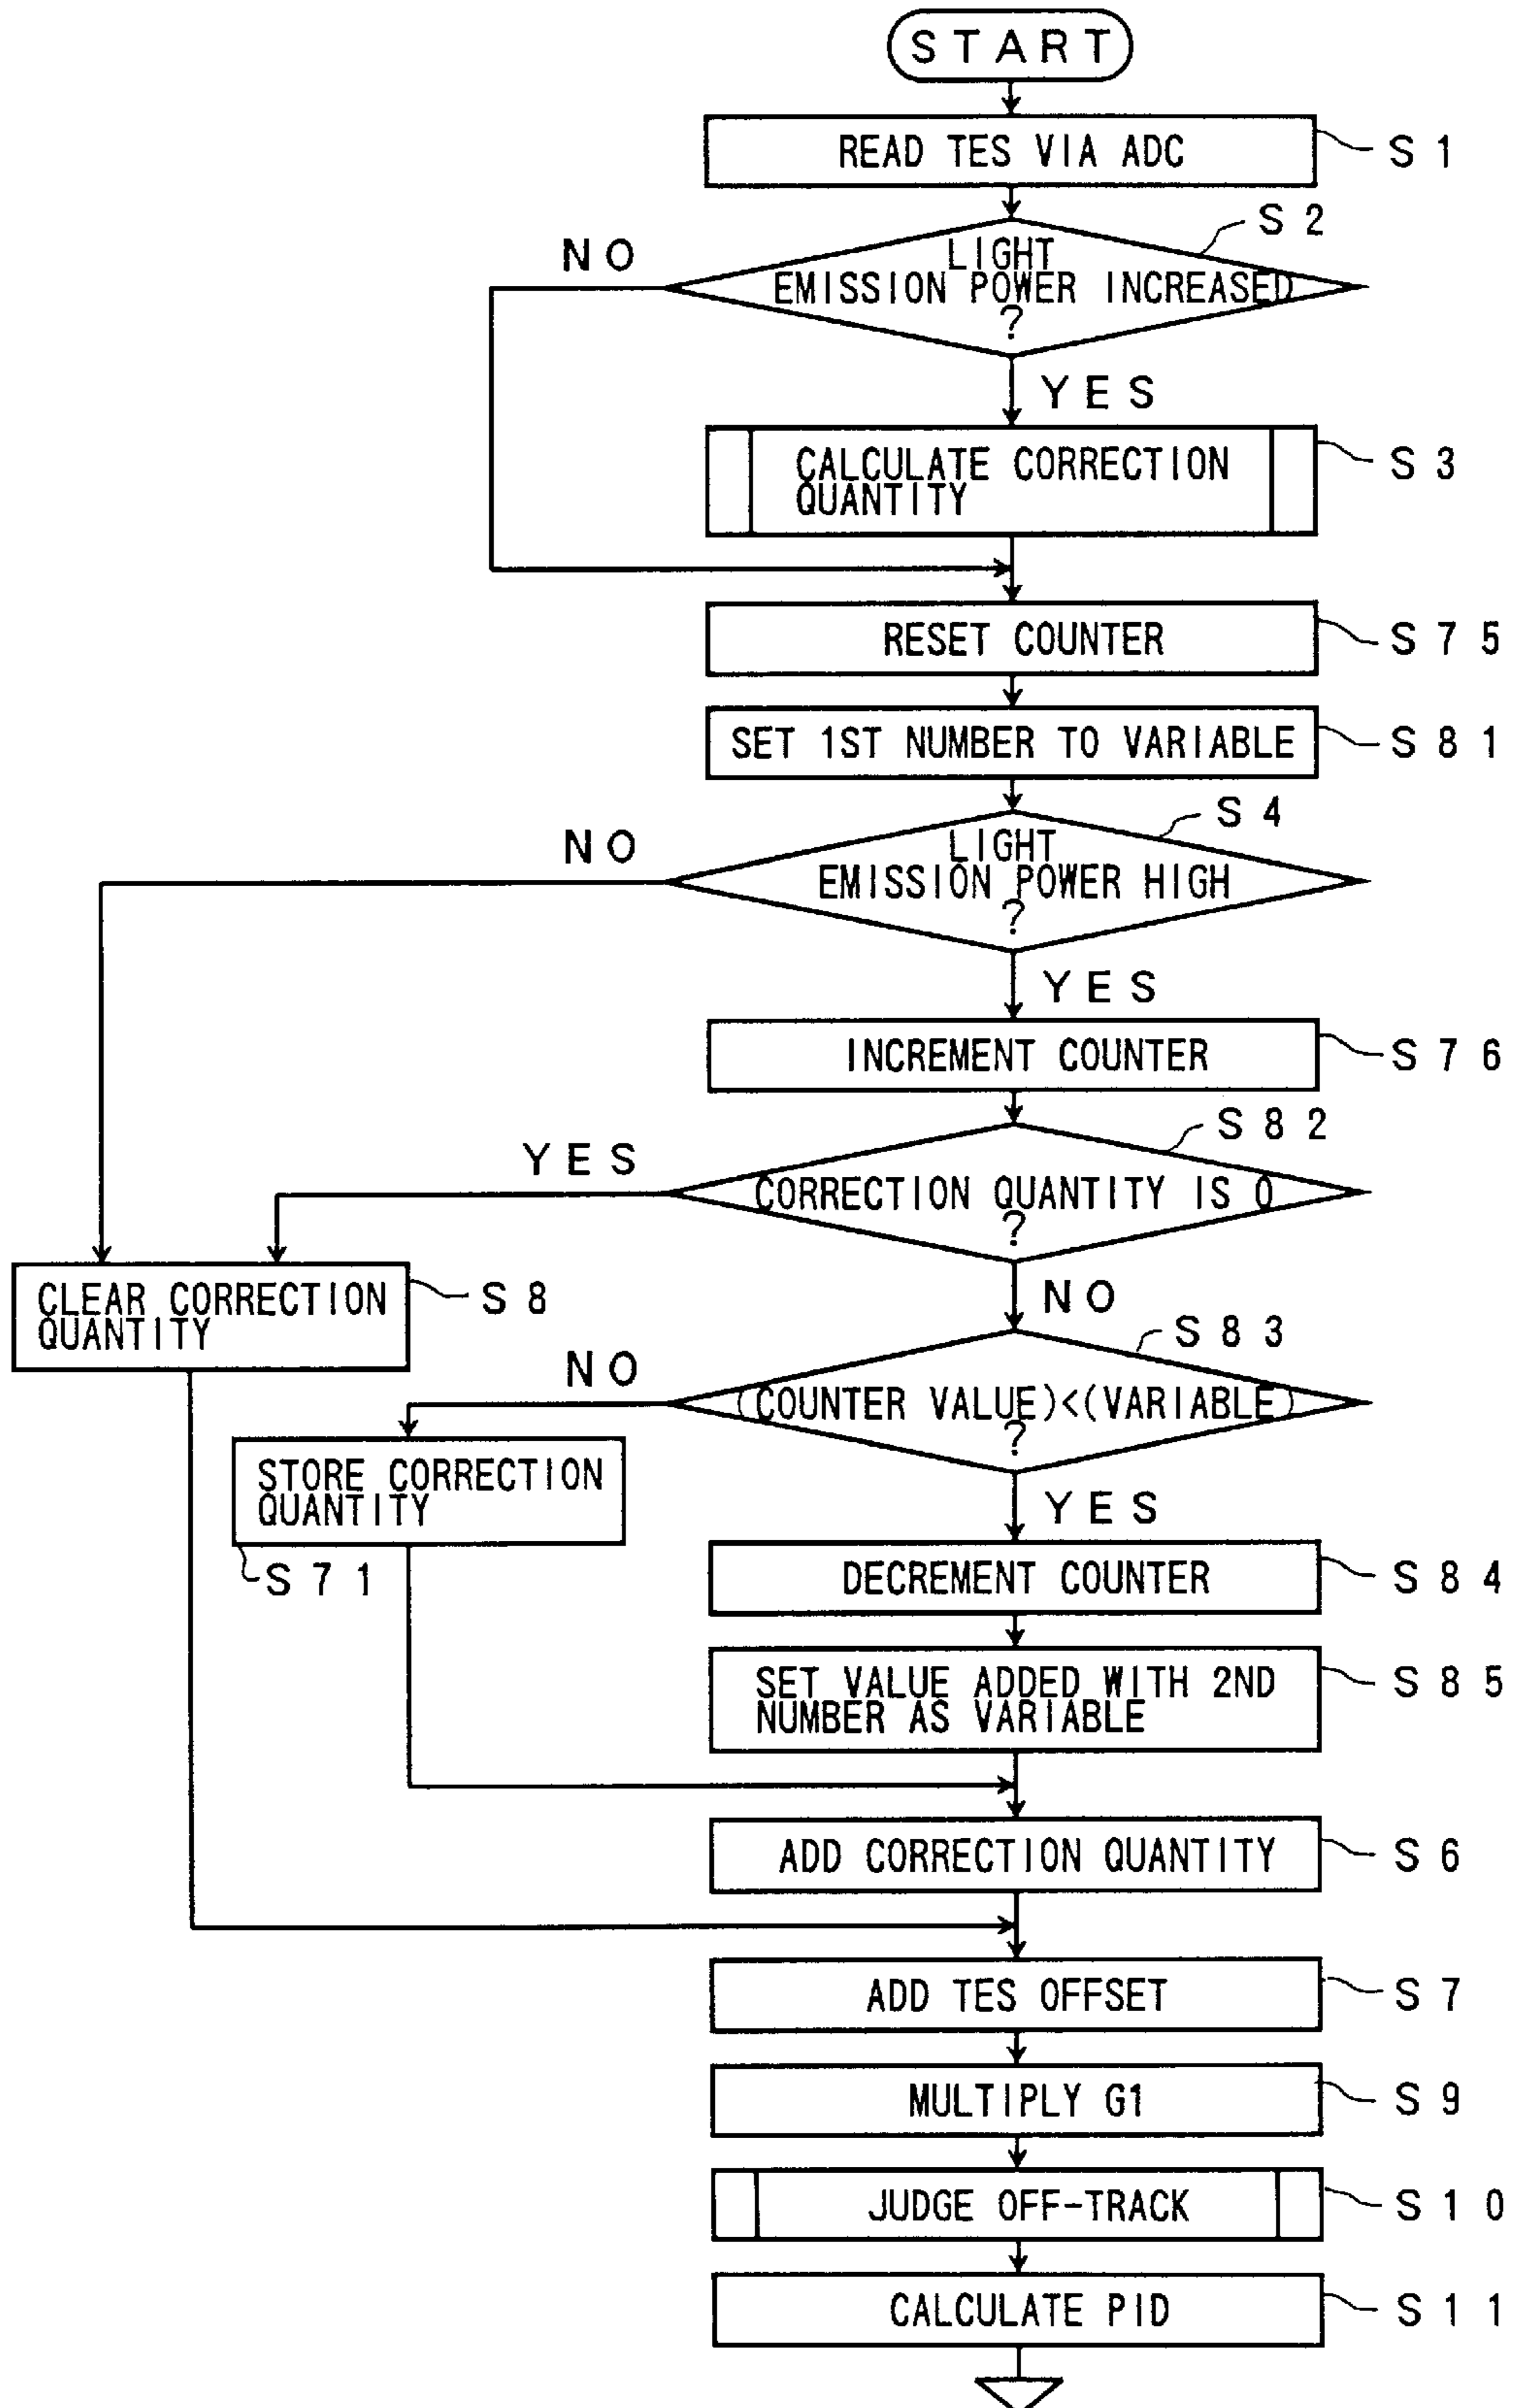 START
READ TES VIA ADC
S1
S2
NO
LIGHT
EMISSION POWER INCREASED
?
YES
CALCULATE CORRECTION
QUANTITY
S3
RESET COUNTER
S75
SET 1ST NUMBER TO VARIABLE
S81
S4
NO
LIGHT
EMISSION POWER HIGH
?
YES
INCREMENT COUNTER
S76
S82
YES
CORRECTION QUANTITY IS 0
?
CLEAR CORRECTION
QUANTITY
S8
NO
S83
NO
(COUNTER VALUE)<(VARIABLE)
?
STORE CORRECTION
QUANTITY
S71
YES
DECREMENT COUNTER
S84
SET VALUE ADDED WITH 2ND
NUMBER AS VARIABLE
S85
ADD CORRECTION QUANTITY
S6
ADD TES OFFSET
S7
MULTIPLY G1
S9
JUDGE OFF-TRACK
S10
CALCULATE PID
S11